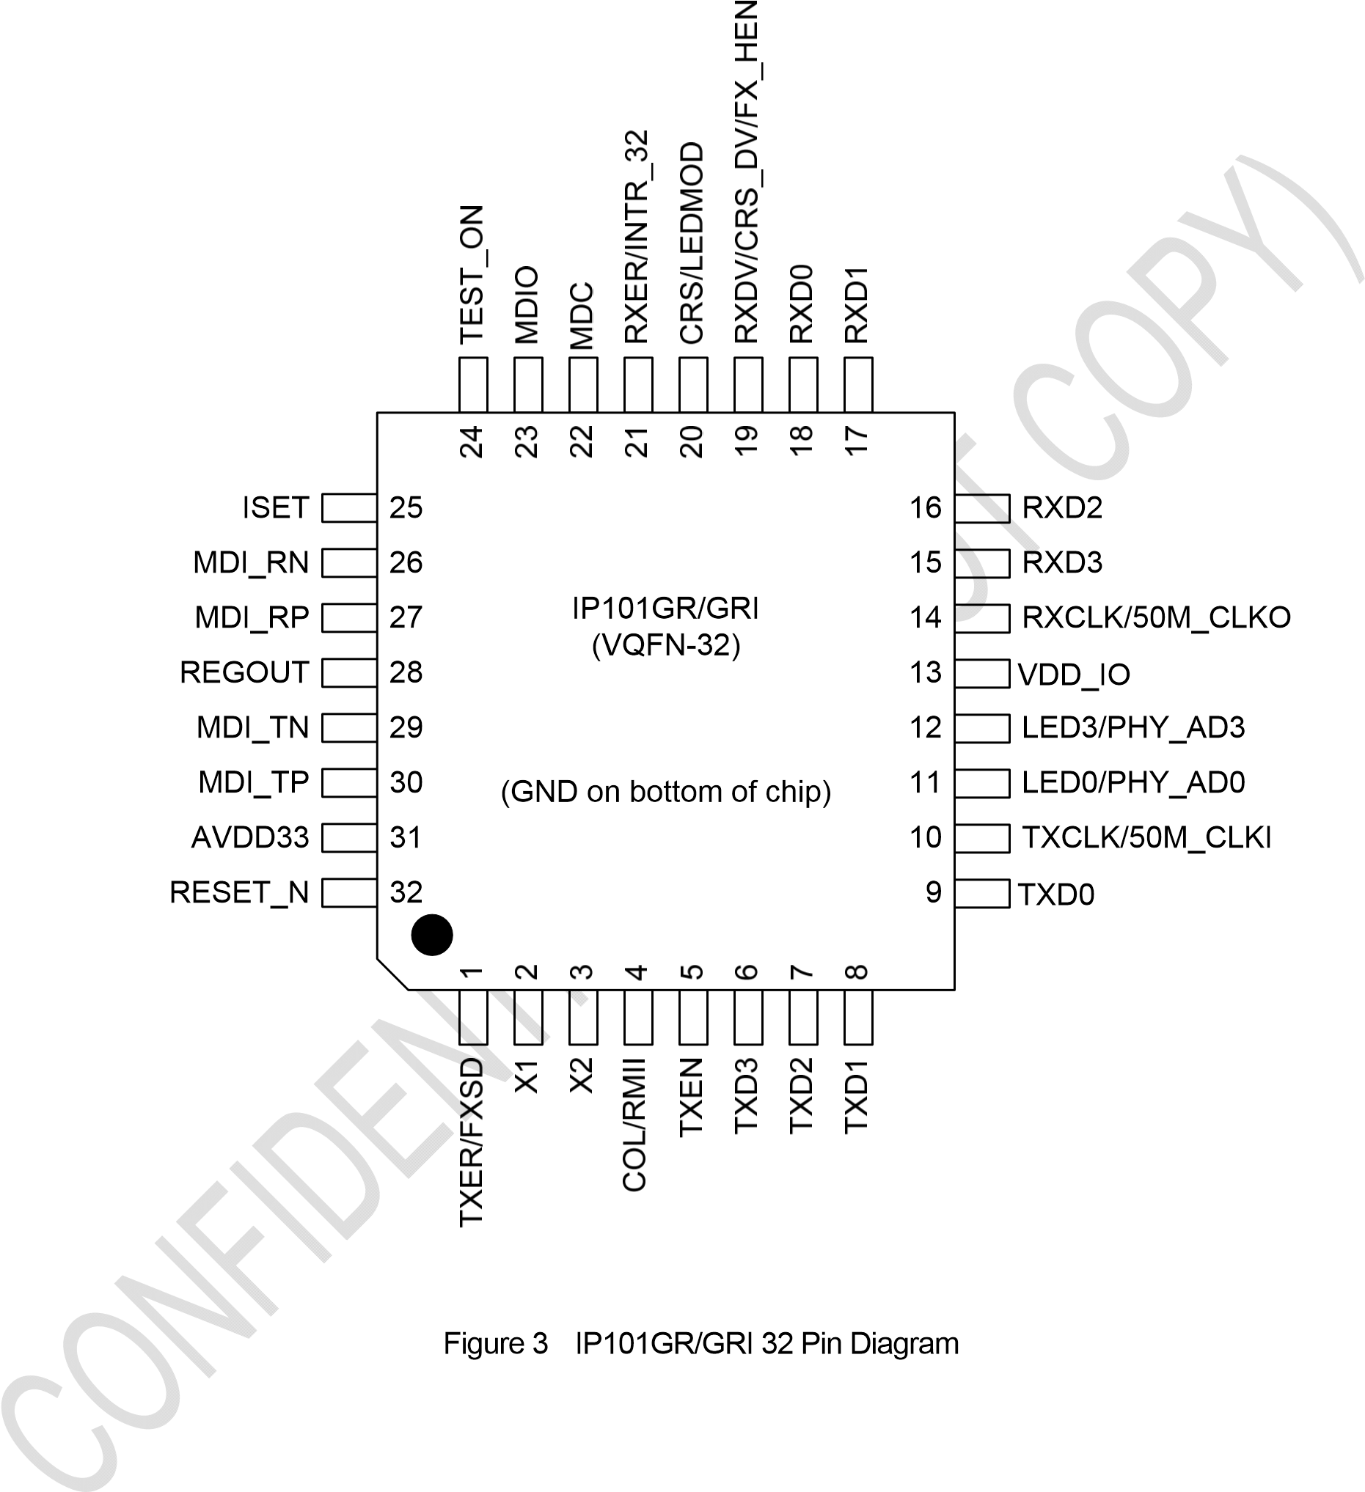 TEST_ON
MDIO
MDC
RXER/INTR_32
CRS/LEDMOD
RXDV/CRS_DV/FX_HEN
RXD0
RXD1
24 23 22 21 20 19 18 17
ISET 25
MDI_RN 26
MDI_RP 27
REGOUT 28
MDI_TN 29
MDI_TP 30
AVDD33 31
RESET_N 32
IP101GR/GRI
(VQFN-32)
(GND on bottom of chip)
16 RXD2
15 RXD3
14 RXCLK/50M_CLKO
13 VDD_IO
12 LED3/PHY_AD3
11 LED0/PHY_AD0
10 TXCLK/50M_CLKI
9 TXD0
1 2 3 4 5 6 7 8
TXER/FXSD
X1
X2
COL/RMII
TXEN
TXD3
TXD2
TXD1
Figure 3 IP101GR/GRI 32 Pin Diagram
COPY)